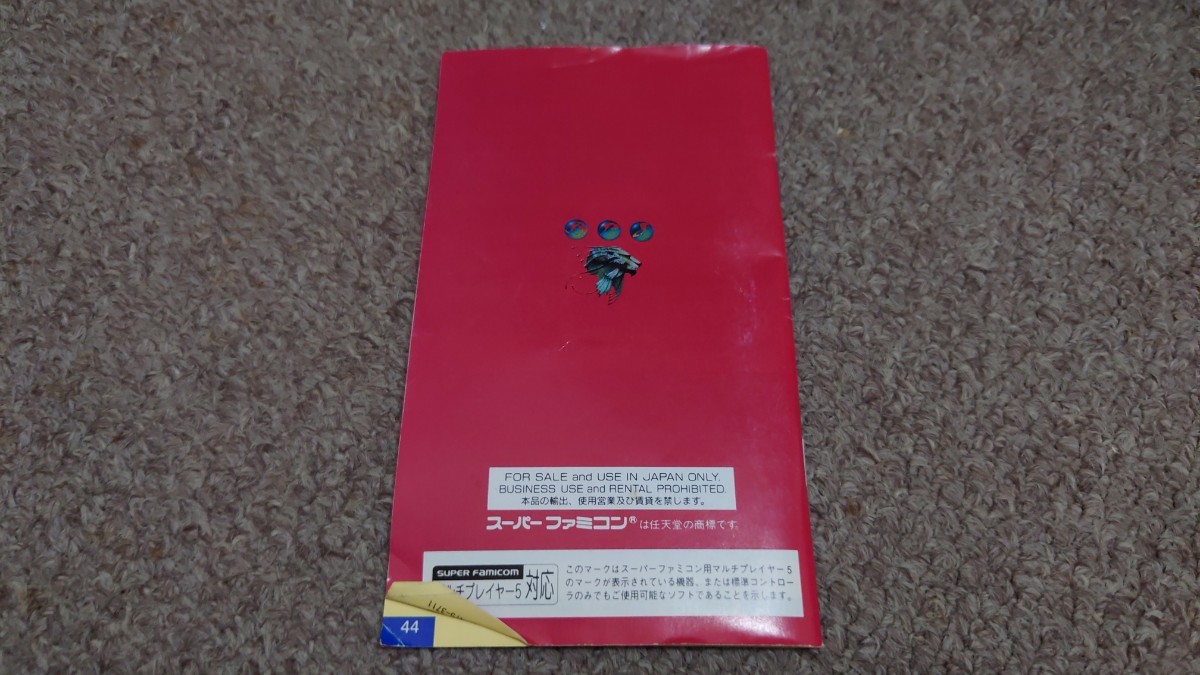 FOR SALE and USE IN JAPAN ONLY.
BUSINESS USE and RENTAL PROHIBITED.
本品の輸出、使用営業及び賃貸を禁じます。
スーパーファミコン®は任天堂の商標です
SUPER FAMICOM
ルチプレイヤー5 対応
このマークはスーパーファミコン用マルチプレイヤー5
のマークが表示されている機器、または標準コントロー
ラのみでもご使用可能なソフトであることを示します。
44